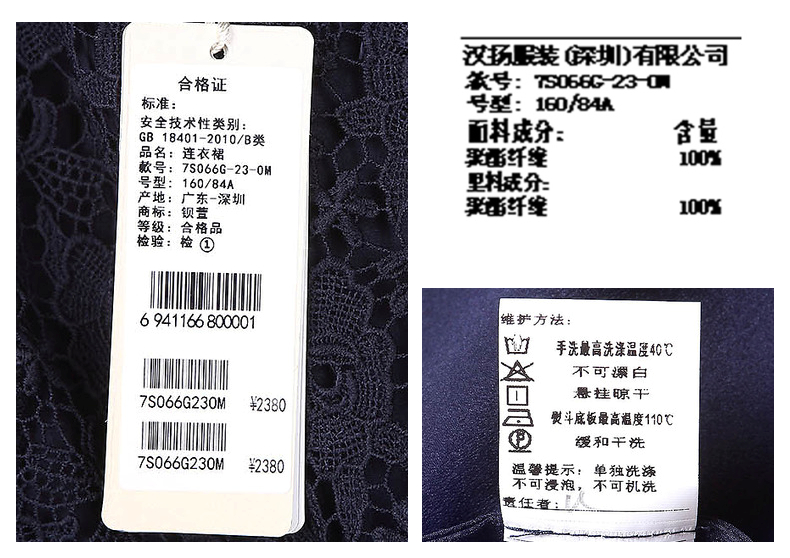 合格证
标准:
安全技术性类别:
GB 18401-2010/B类
品名: 连衣裙
款号: 7S066G-23-0M
号型: 160/84A
产地: 广东-深圳
商标: 钡萱
等级: 合格品
检验: 检①
6 941166 800001
7S066G230M ¥2380
7S066G230M ¥2380
汉扬服装(深圳)有限公司
款号: 7S066G-23-0M
号型: 160/84A
面料成分: 含量
聚酯纤维 100%
里料成分:
聚酯纤维 100%
维护方法:
手洗最高洗涤温度40℃
不可漂白
悬挂晾干
熨斗底板最高温度110℃
P
缓和干洗
温馨提示: 单独洗涤
不可浸泡, 不可机洗
责任者: